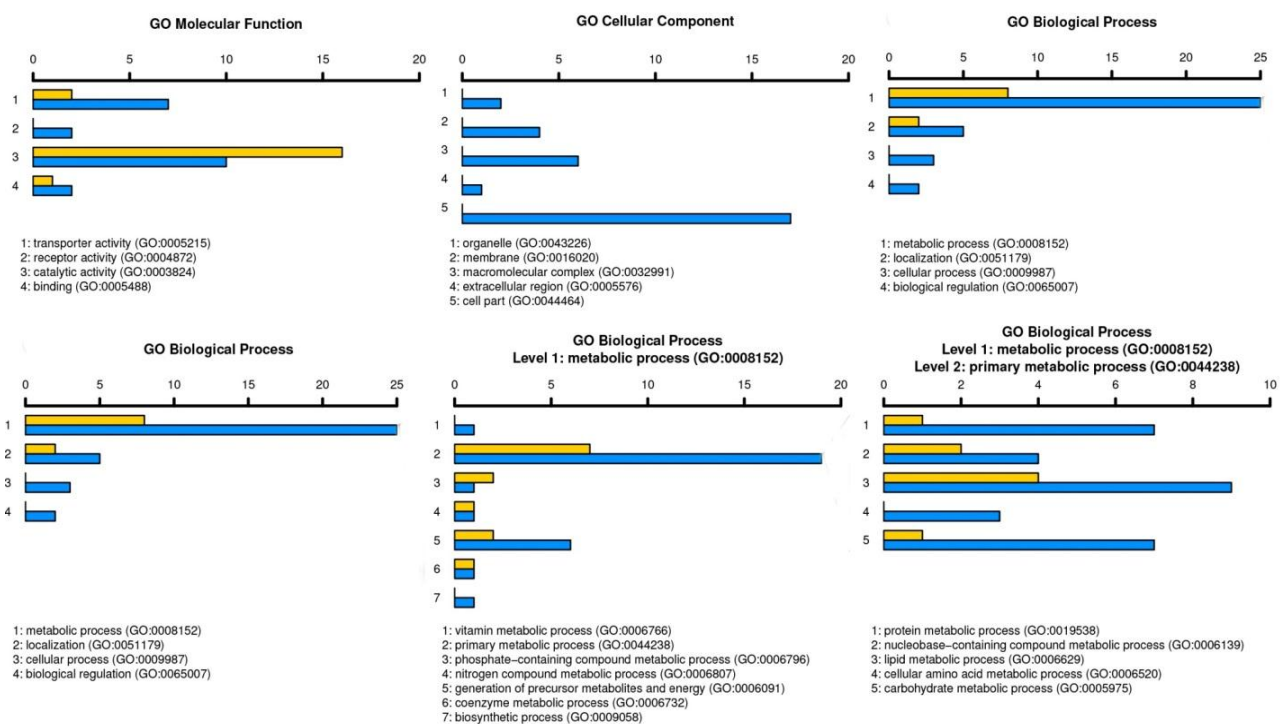 GO Molecular Function
0 5 10 15 20
1
2
3
4
1: transporter activity (GO:0005215)
2: receptor activity (GO:0004872)
3: catalytic activity (GO:0003824)
4: binding (GO:0005488)
GO Cellular Component
0 5 10 15 20
1
2
3
4
5
1: organelle (GO:0043226)
2: membrane (GO:0016020)
3: macromolecular complex (GO:0032991)
4: extracellular region (GO:0005576)
5: cell part (GO:0044464)
GO Biological Process
0 5 10 15 20 25
1
2
3
4
1: metabolic process (GO:0008152)
2: localization (GO:0051179)
3: cellular process (GO:0009987)
4: biological regulation (GO:0065007)
GO Biological Process
0 5 10 15 20 25
1
2
3
4
1: metabolic process (GO:0008152)
2: localization (GO:0051179)
3: cellular process (GO:0009987)
4: biological regulation (GO:0065007)
GO Biological Process
Level 1: metabolic process (GO:0008152)
0 5 10 15 20
1
2
3
4
5
6
7
1: vitamin metabolic process (GO:0006766)
2: primary metabolic process (GO:0044238)
3: phosphate−containing compound metabolic process (GO:0006796)
4: nitrogen compound metabolic process (GO:0006807)
5: generation of precursor metabolites and energy (GO:0006091)
6: coenzyme metabolic process (GO:0006732)
7: biosynthetic process (GO:0009058)
GO Biological Process
Level 1: metabolic process (GO:0008152)
Level 2: primary metabolic process (GO:0044238)
0 2 4 6 8 10
1
2
3
4
5
1: protein metabolic process (GO:0019538)
2: nucleobase−containing compound metabolic process (GO:0006139)
3: lipid metabolic process (GO:0006629)
4: cellular amino acid metabolic process (GO:0006520)
5: carbohydrate metabolic process (GO:0005975)